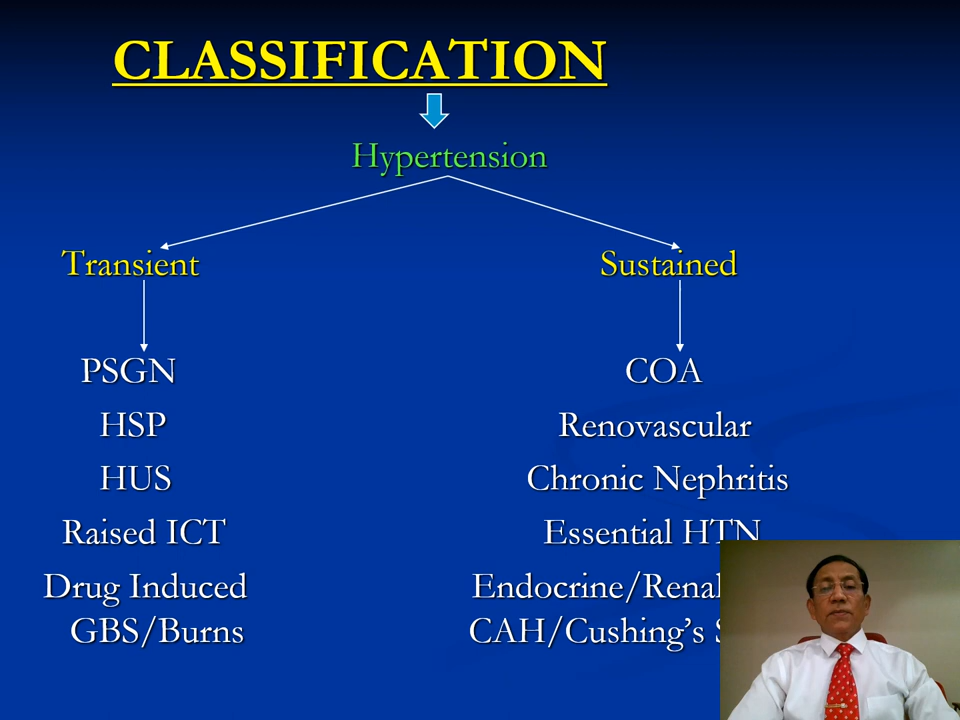 CLASSIFICATION
Hypertension
Transient
Sustained
PSGN
HSP
HUS
Raised ICT
Drug Induced
GBS/Burns
COA
Renovascular
Chronic Nephritis
Essential HTN
Endocrine/Renal
CAH/Cushing's